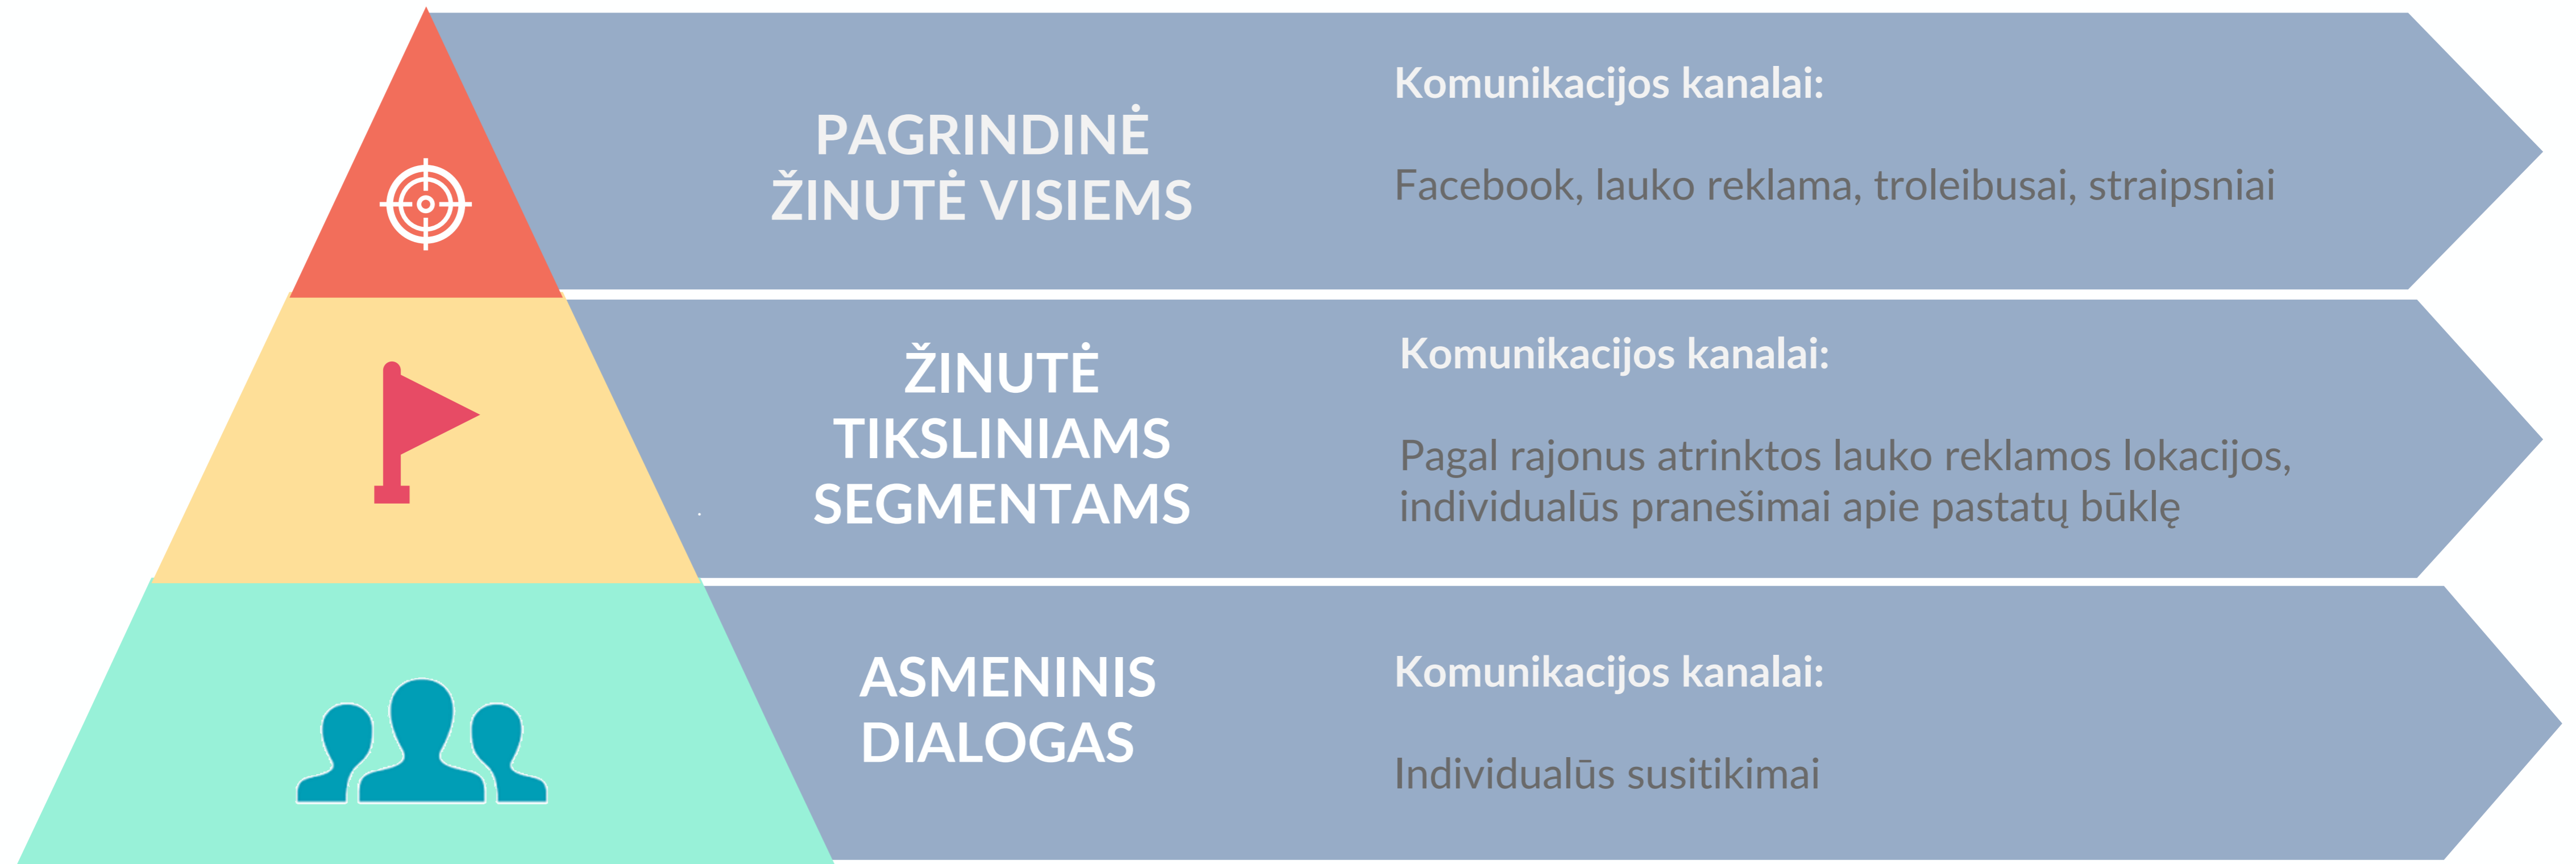 PAGRINDINĖ
ŽINUTĖ VISIEMS
Komunikacijos kanalai:
Facebook, lauko reklama, troleibusai, straipsniai
ŽINUTĖ
TIKSLINIAMS
SEGMENTAMS
Komunikacijos kanalai:
Pagal rajonus atrinktos lauko reklamos lokacijos,
individualūs pranešimai apie pastatų būklę
ASMENINIS
DIALOGAS
Komunikacijos kanalai:
Individualūs susitikimai